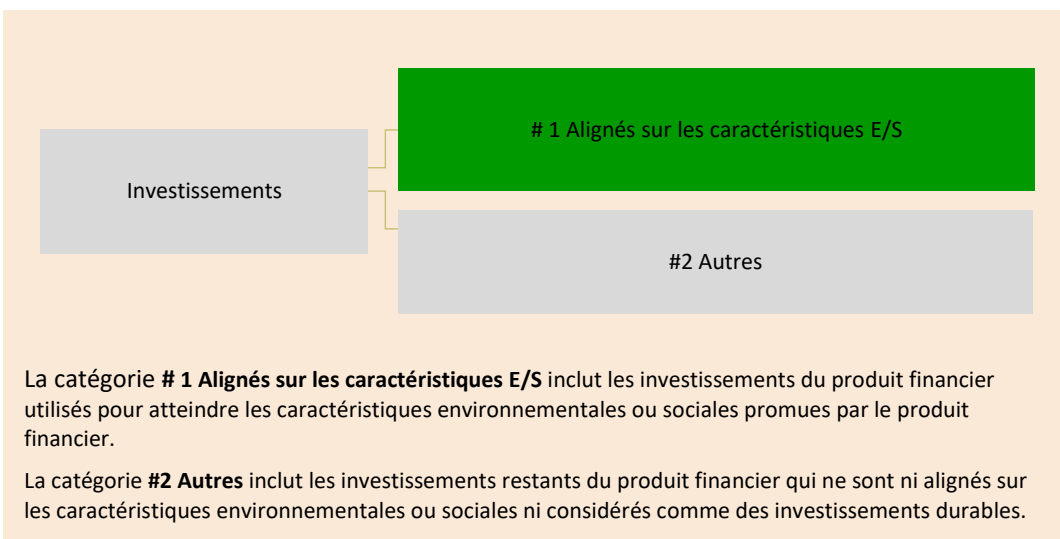 # 1 Alignés sur les caractéristiques E/S
Investissements
#2 Autres
La catégorie # 1 Alignés sur les caractéristiques E/S inclut les investissements du produit financier
utilisés pour atteindre les caractéristiques environnementales ou sociales promues par le produit
financier.
La catégorie #2 Autres inclut les investissements restants du produit financier qui ne sont ni alignés sur
les caractéristiques environnementales ou sociales ni considérés comme des investissements durables.